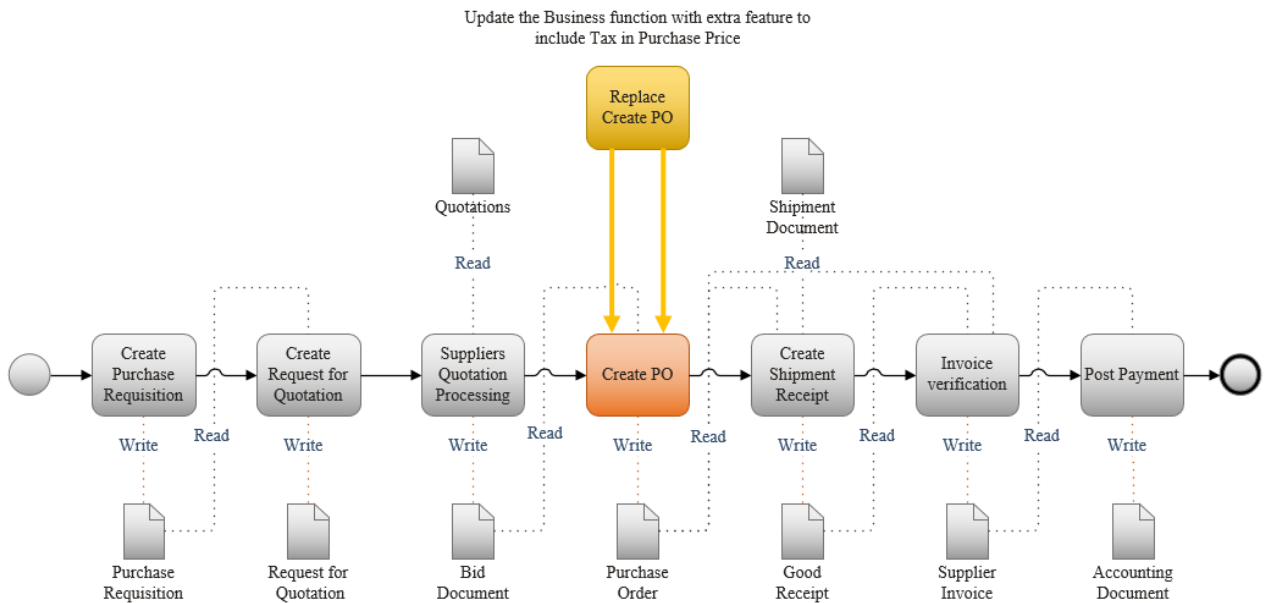 Update the Business function with extra feature to
include Tax in Purchase Price
Replace
Create PO
Quotations
Shipment
Document
Read
Read
Create
Purchase
Requisition
Create
Request for
Quotation
Suppliers
Quotation
Processing
Create PO
Create
Shipment
Receipt
Invoice
verification
Post Payment
Write
Read
Write
Write
Read
Write
Read
Write
Read
Write
Read
Write
Purchase
Requisition
Request for
Quotation
Bid
Document
Purchase
Order
Good
Receipt
Supplier
Invoice
Accounting
Document